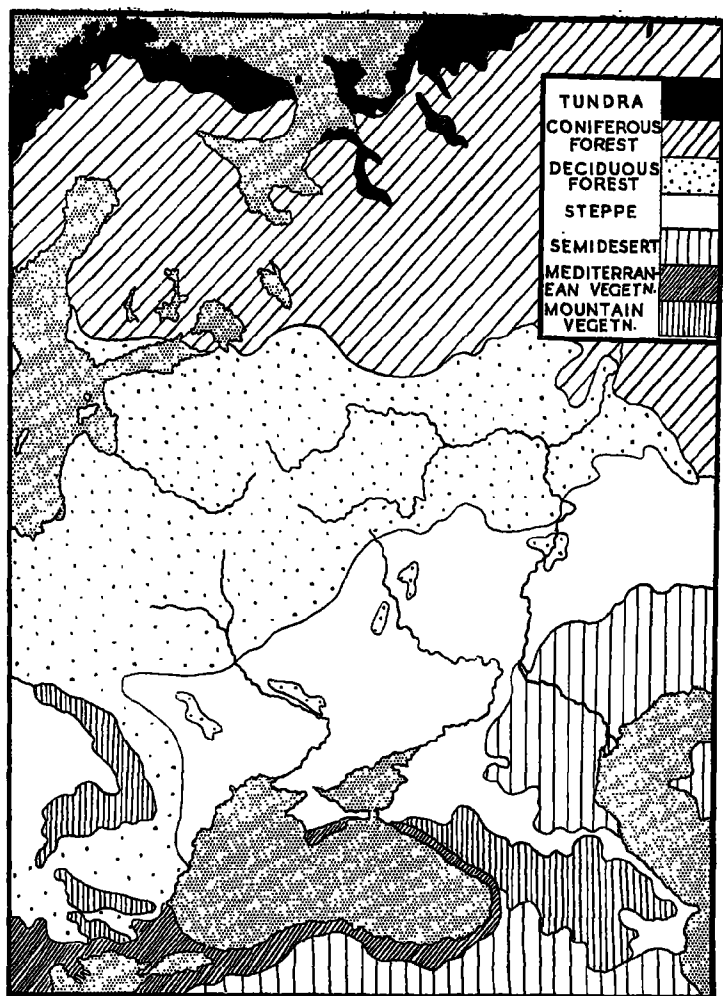 TUNDRA
CONIFEROUS
FOREST
DECIDUOUS
FOREST
STEPPE
SEMIDESERT
MEDITERRAN-
EAN VEGETN.
MOUNTAIN
VEGETN.